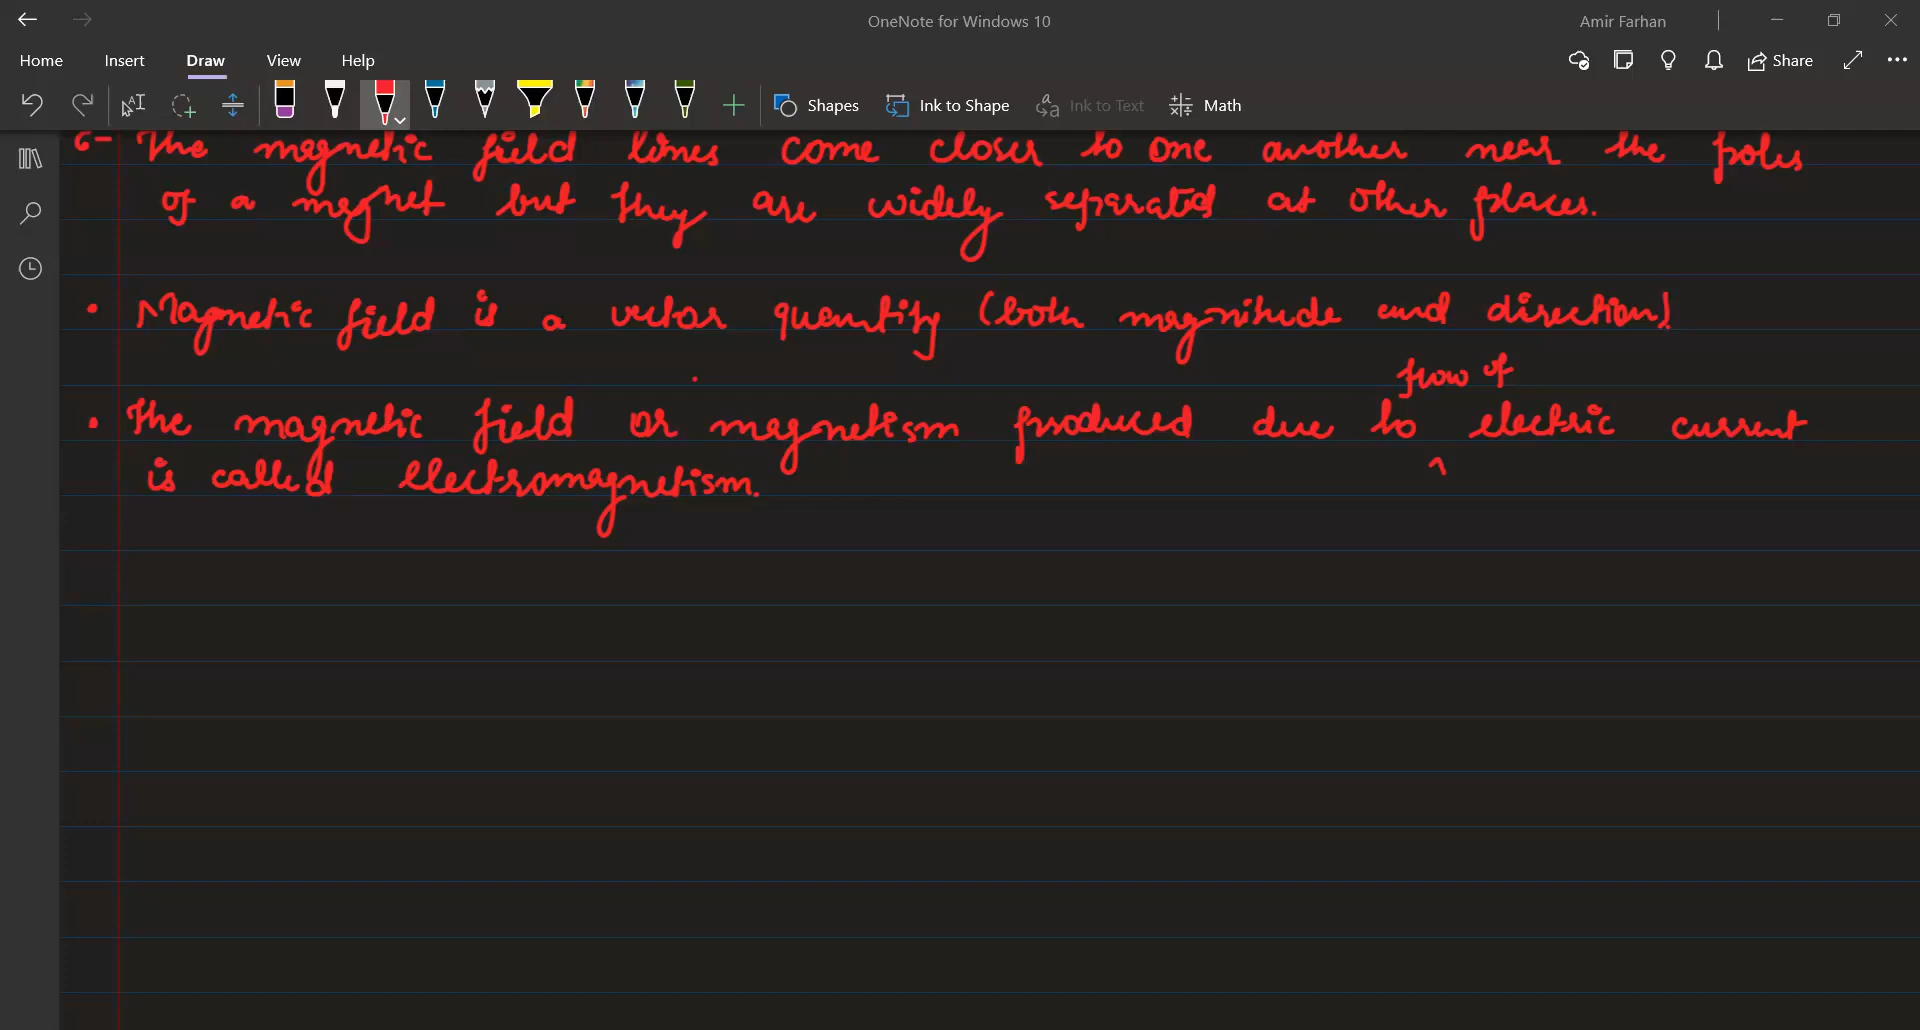 OneNote for Windows 10
Amir Farhan
Home Insert Draw View Help
Share
Shapes Ink to Shape Ink to Text Math
6- The magnetic field lines come closer to one another near the poles
of a magnet but they are widely separated at other places.
• Magnetic field is a vector quantity (both magnitude and direction)
flow of
• The magnetic field or magnetism produced due to ^ electric current
is called electromagnetism.